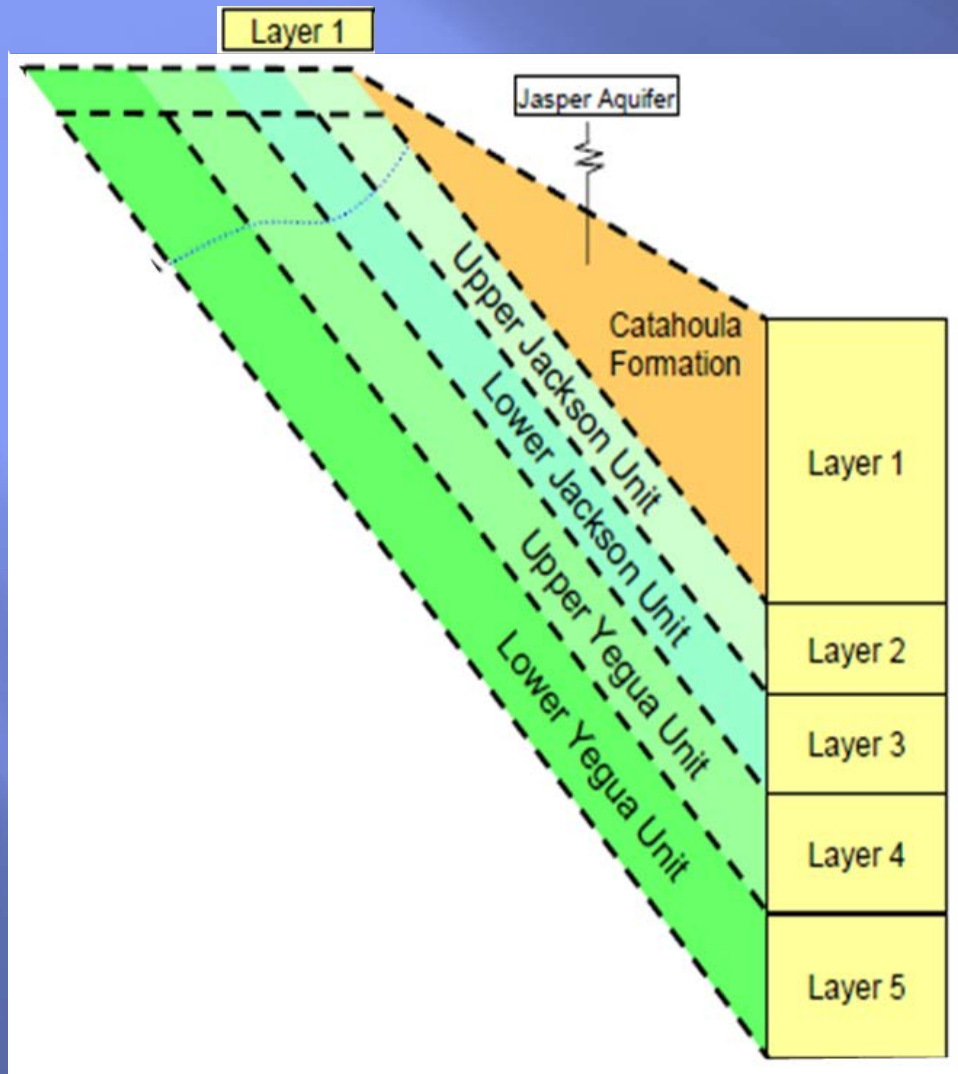 Layer 1
Jasper Aquifer
Catahoula
Formation
Upper Jackson Unit
Lower Jackson Unit
Upper Yegua Unit
Lower Yegua Unit
Layer 1
Layer 2
Layer 3
Layer 4
Layer 5